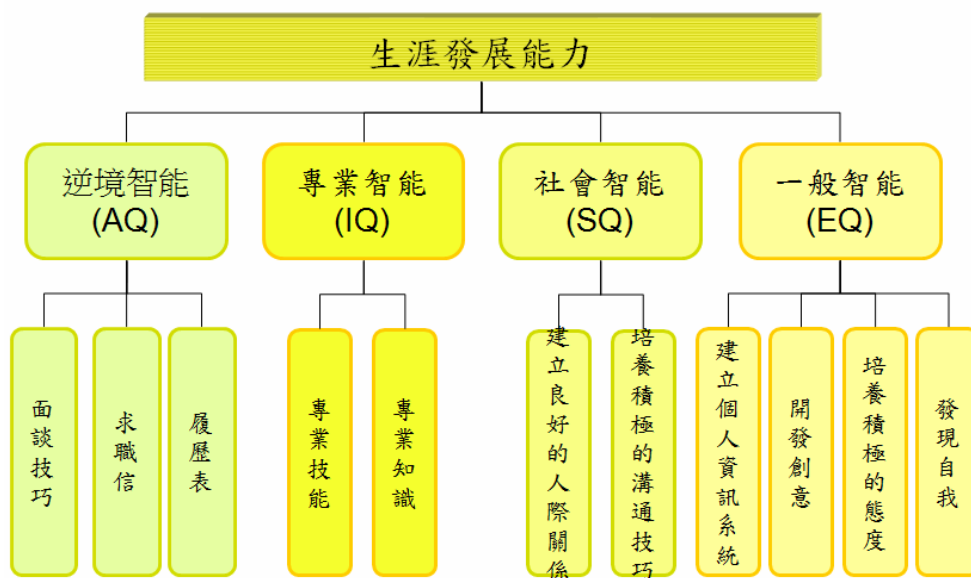 生涯發展能力
逆境智能
(AQ)
專業智能
(IQ)
社會智能
(SQ)
一般智能
(EQ)
面談技巧
求職信
履歷表
專業技能
專業知識
建立良好的人際關係
培養積極的溝通技巧
建立個人資訊系統
開發創意
培養積極的態度
發現自我